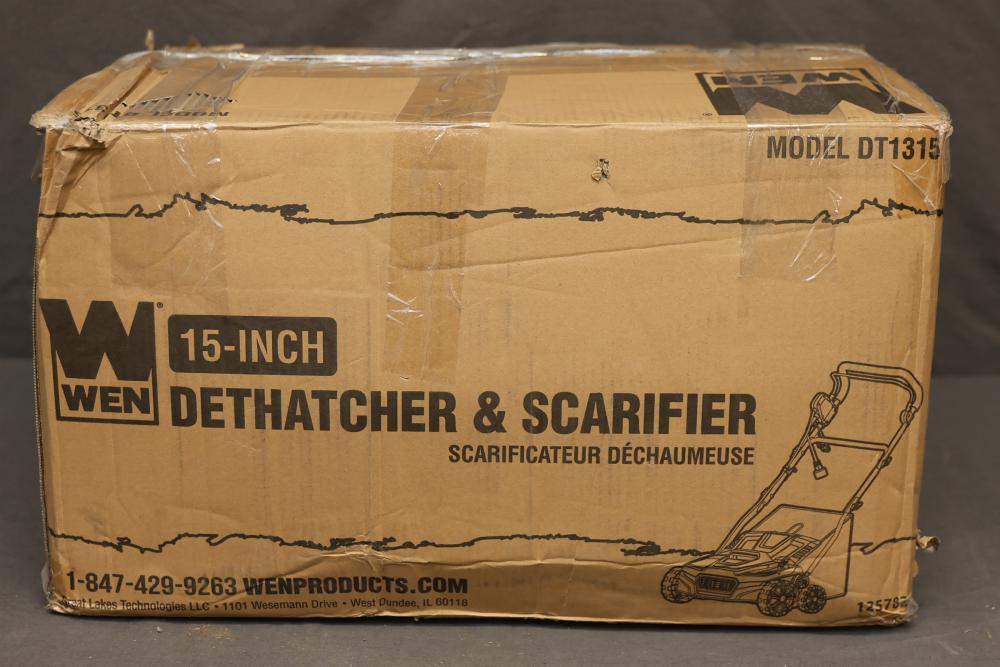 WEN
MODEL DT1315
WEN
15-INCH
DETHATCHER & SCARIFIER
SCARIFICATEUR DÉCHAUMEUSE
1-847-429-9263 WENPRODUCTS.COM
Lakes Technologies LLC • 1101 Wesemann Drive • West Dundee, IL 60118